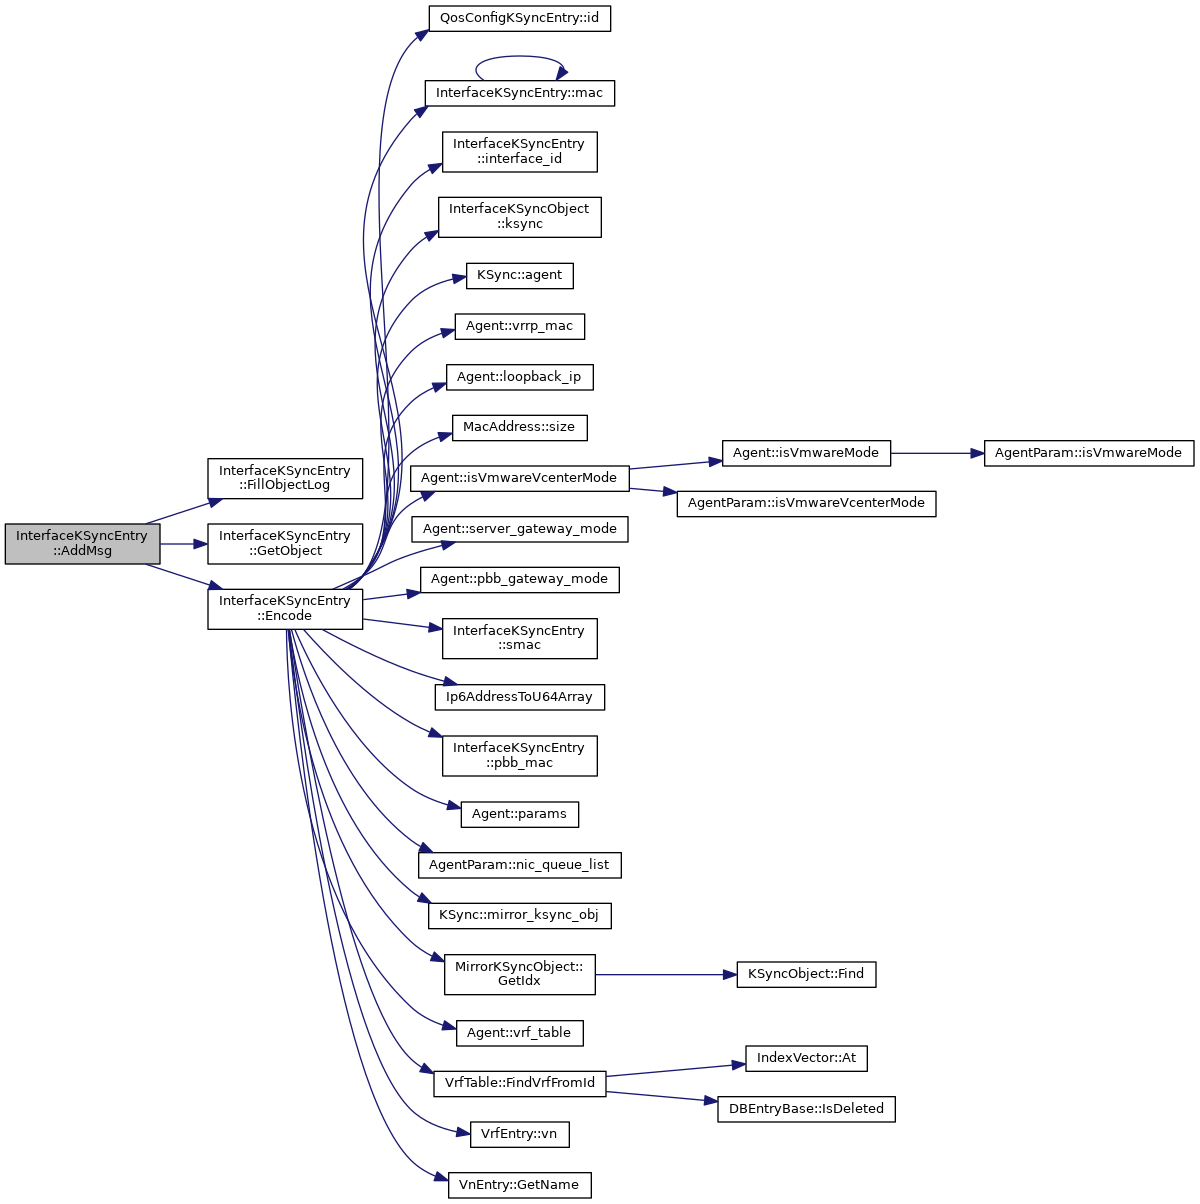 QosConfigKSyncEntry::id
InterfaceKSyncEntry::mac
InterfaceKSyncEntry
::interface_id
InterfaceKSyncObject
::ksync
KSync::agent
Agent::vrrp_mac
Agent::loopback_ip
MacAddress::size
Agent::isVmwareMode
AgentParam::isVmwareMode
Agent::isVmwareVcenterMode
AgentParam::isVmwareVcenterMode
InterfaceKSyncEntry
::FillObjectLog
Agent::server_gateway_mode
InterfaceKSyncEntry
::AddMsg
InterfaceKSyncEntry
::GetObject
Agent::pbb_gateway_mode
InterfaceKSyncEntry
::Encode
InterfaceKSyncEntry
::smac
Ip6AddressToU64Array
InterfaceKSyncEntry
::pbb_mac
Agent::params
AgentParam::nic_queue_list
KSync::mirror_ksync_obj
MirrorKSyncObject::
GetIdx
KSyncObject::Find
Agent::vrf_table
IndexVector::At
VrfTable::FindVrfFromId
DBEntryBase::IsDeleted
VrfEntry::vn
VnEntry::GetName